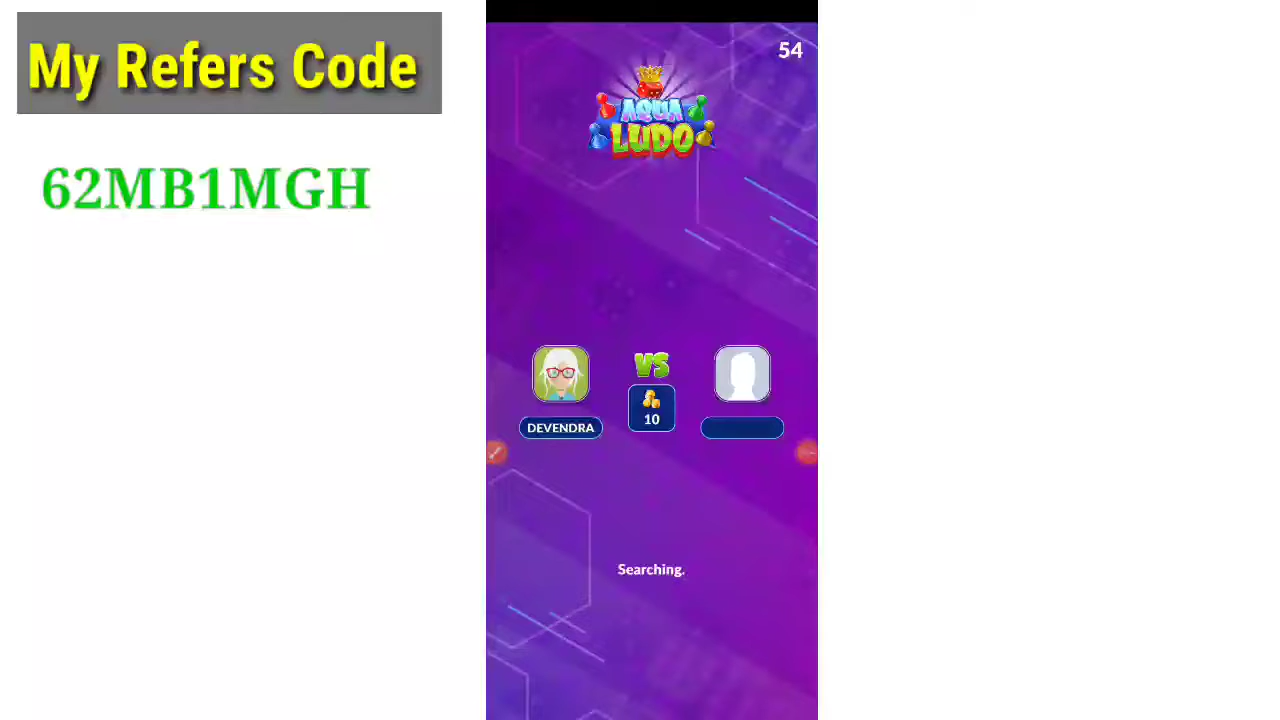 My Refers Code
62MB1MGH
54
AQUA
LUDO
VS
10
DEVENDRA
Searching.